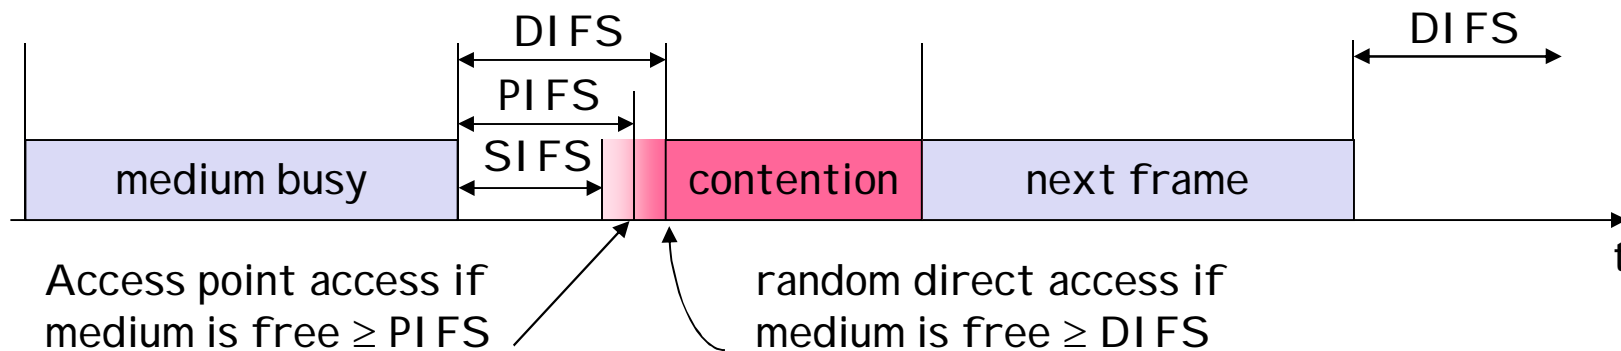 DIFS
DIFS
PIFS
SIFS
medium busy
contention
next frame
t
Access point access if
medium is free ≥ PIFS
random direct access if
medium is free ≥ DIFS